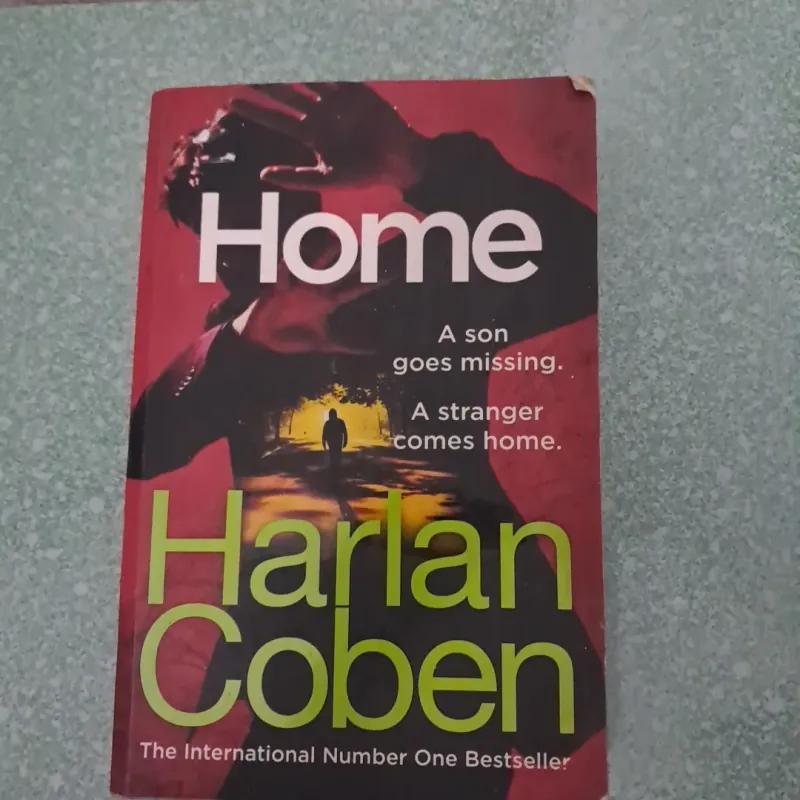 Home
A son
goes missing.
A stranger
comes home.
Harlan
Coben
The International Number One Bestseller